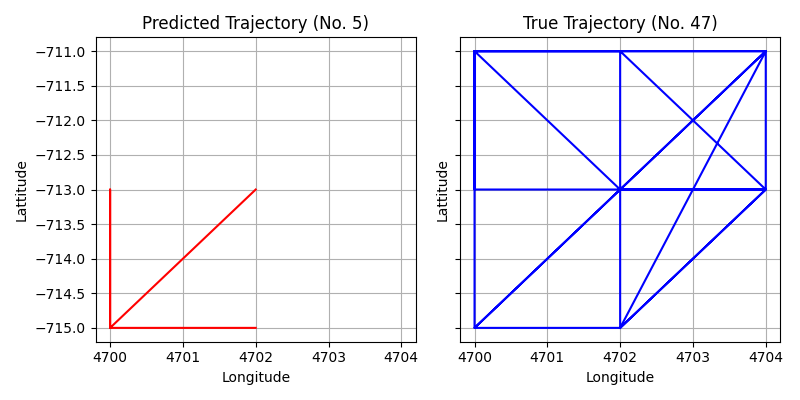 Predicted Trajectory (No. 5)
True Trajectory (No. 47)
−711.0
−711.5
−712.0
−712.5
−713.0
−713.5
−714.0
−714.5
−715.0
Lattitude
Lattitude
4700 4701 4702 4703 4704
4700 4701 4702 4703 4704
Longitude
Longitude